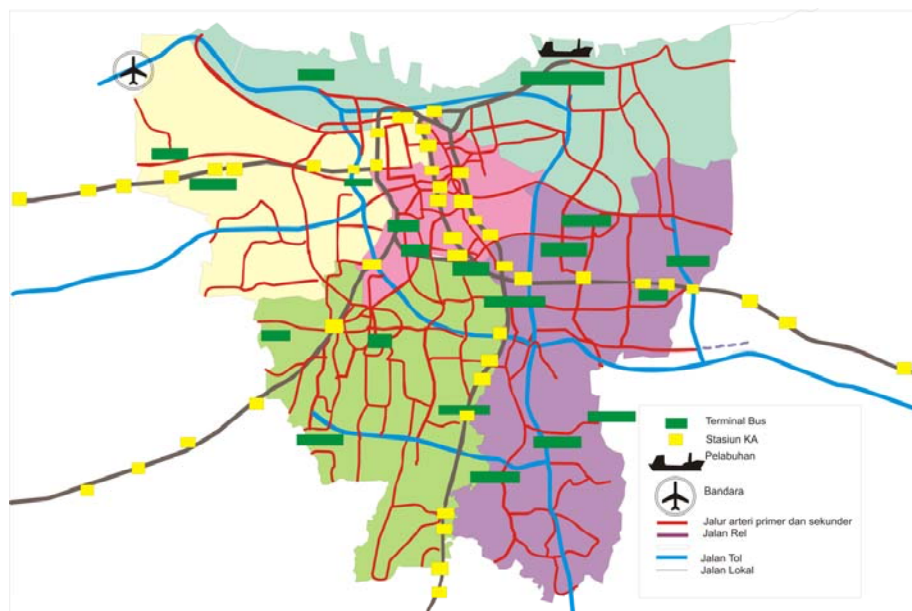 Terminal Bus
Stasiun KA
Pelabuhan
Bandara
Jalur arteri primer dan sekunder
Jalan Rel
Jalan Tol
Jalan Lokal